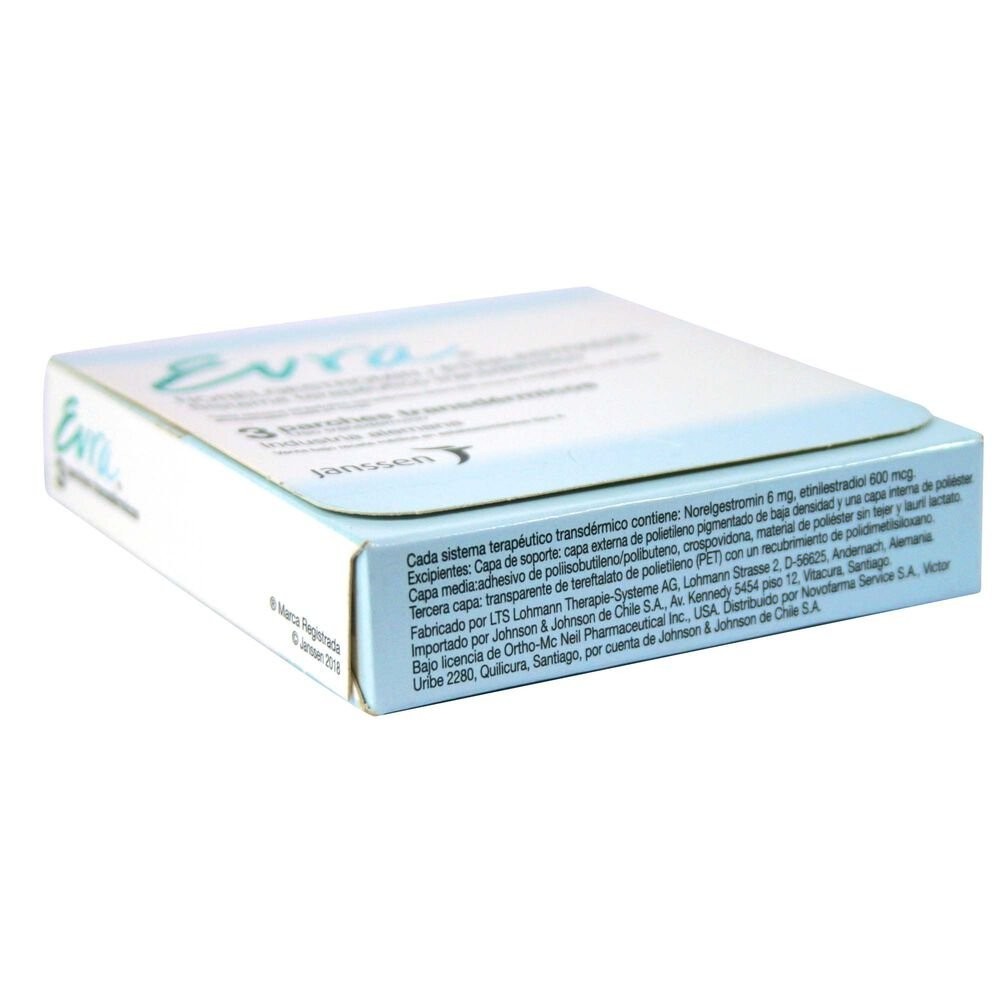 Evra
3 parches transdérmicos
Industria alemana
janssen
Evra
3
® Marca Registrada
© Janssen 2018
Cada sistema terapéutico transdérmico contiene: Norelgestromin 6 mg, etinilestradiol 600 mcg.
Excipientes: Capa de soporte: capa externa de polietileno pigmentado de baja densidad y una capa interna de poliéster.
Capa media:adhesivo de poliisobutileno/polibuteno, crospovidona, material de poliéster sin tejer y lauril lactato.
Tercera capa: transparente de tereftalato de polietileno (PET) con un recubrimiento de polidimetilsiloxano.
Fabricado por LTS Lohmann Therapie-Systeme AG, Lohmann Strasse 2, D-56625, Andernach, Alemania.
Importado por Johnson & Johnson de Chile S.A., Av. Kennedy 5454 piso 12, Vitacura, Santiago.
Bajo licencia de Ortho-Mc Neil Pharmaceutical Inc., USA. Distribuido por Novofarma Service S.A., Victor
Uribe 2280, Quilicura, Santiago, por cuenta de Johnson & Johnson de Chile S.A.